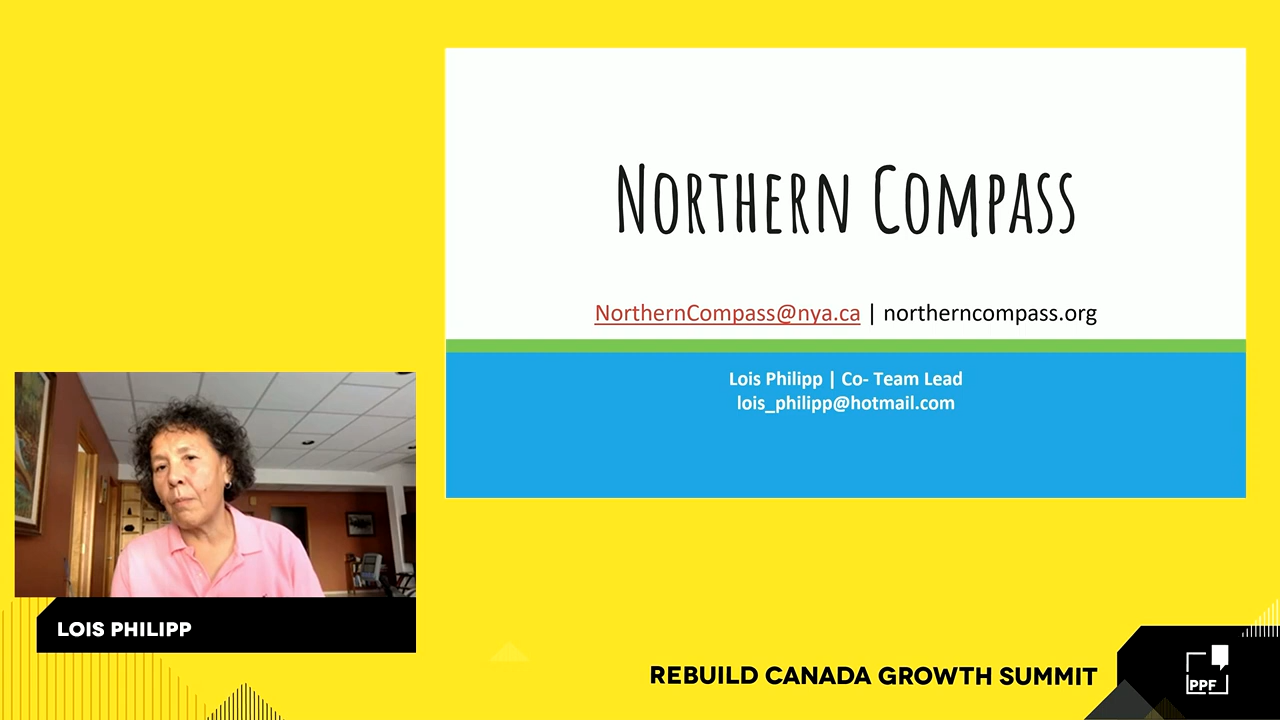 NORTHERN COMPASS
NorthernCompass@nya.ca | northerncompass.org
Lois Philipp | Co- Team Lead
lois_philipp@hotmail.com
LOIS PHILIPP
REBUILD CANADA GROWTH SUMMIT
PPF